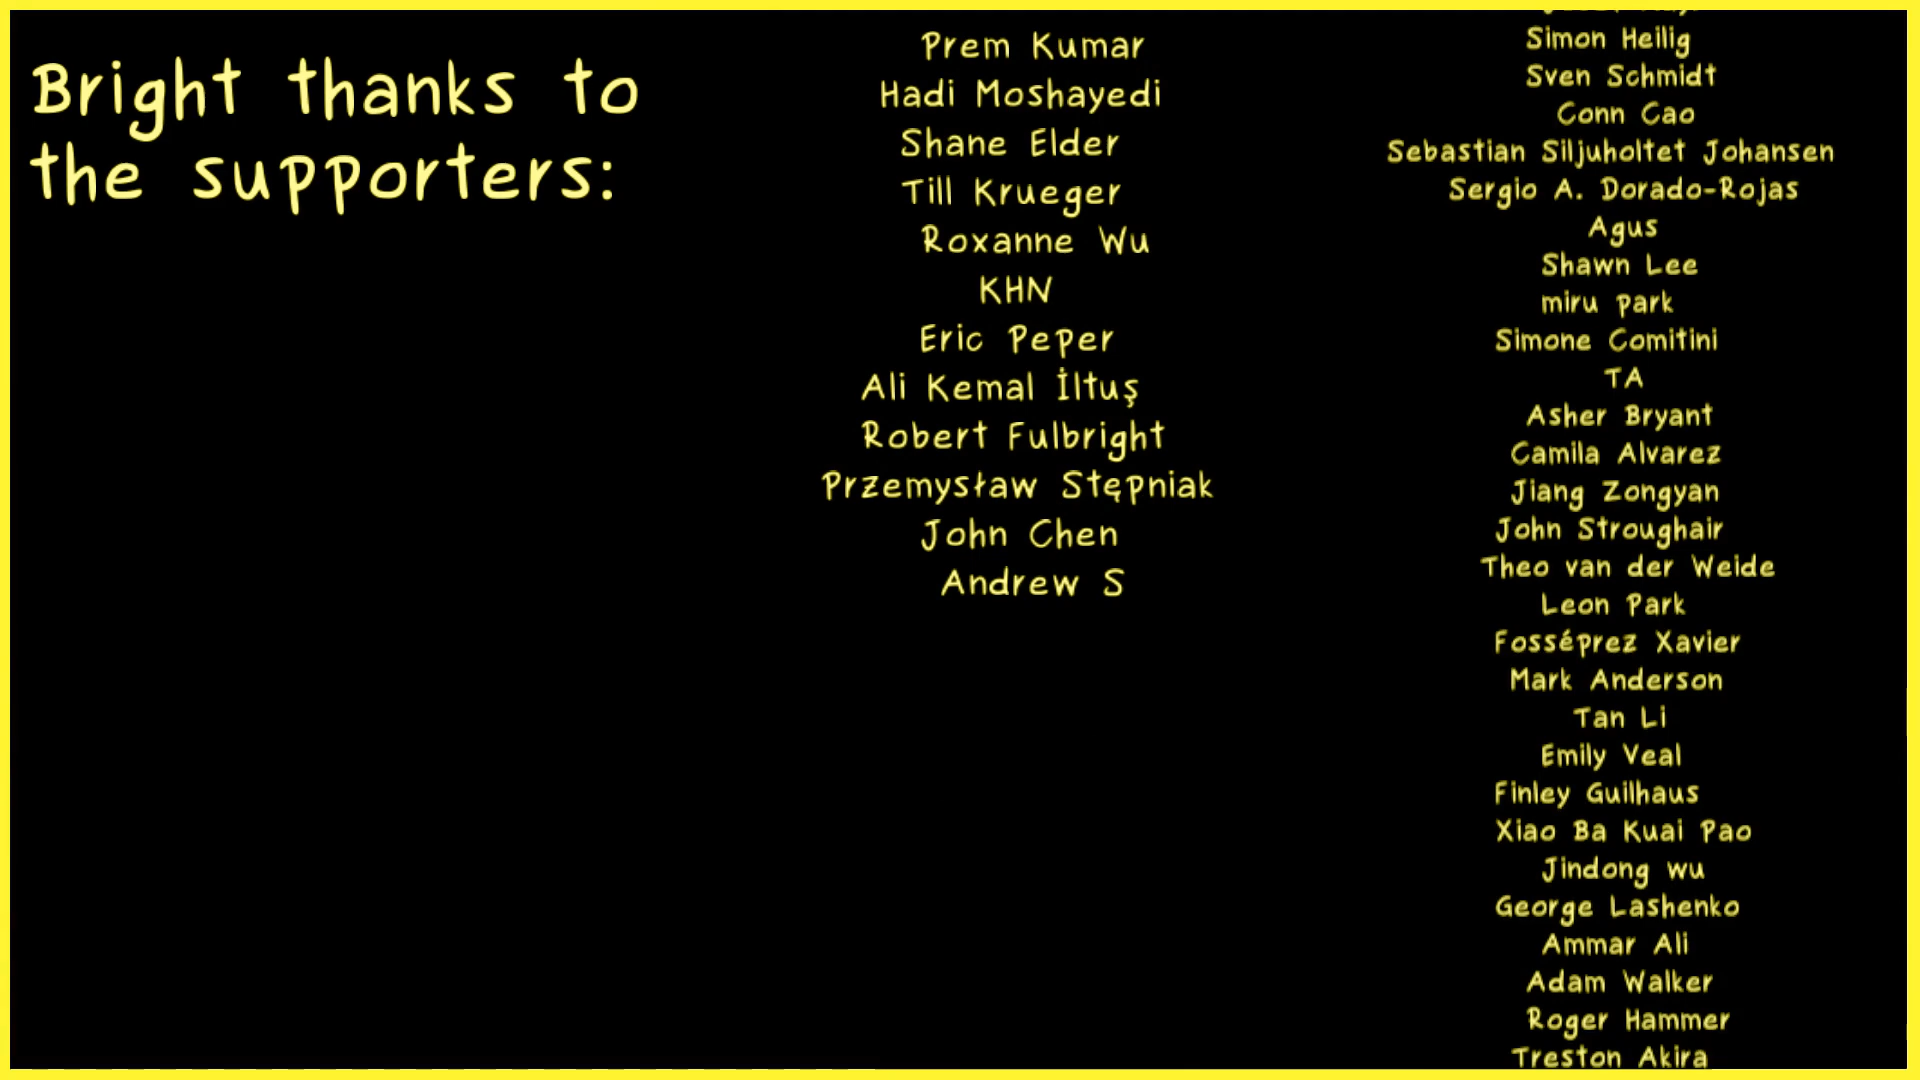 Bright thanks to
the supporters:
Prem Kumar
Hadi Moshayedi
Shane Elder
Till Krueger
Roxanne Wu
KHN
Eric Peper
Ali Kemal İltuş
Robert Fulbright
Przemysław Stępniak
John Chen
Andrew S
Simon Heilig
Sven Schmidt
Conn Cao
Sebastian Siljuholtet Johansen
Sergio A. Dorado-Rojas
Agus
Shawn Lee
miru park
Simone Comitini
TA
Asher Bryant
Camila Alvarez
Jiang Zongyan
John Stroughair
Theo van der Weide
Leon Park
Fosséprez Xavier
Mark Anderson
Tan Li
Emily Veal
Finley Guilhaus
Xiao Ba Kuai Pao
Jindong wu
George Lashenko
Ammar Ali
Adam Walker
Roger Hammer
Treston Akira